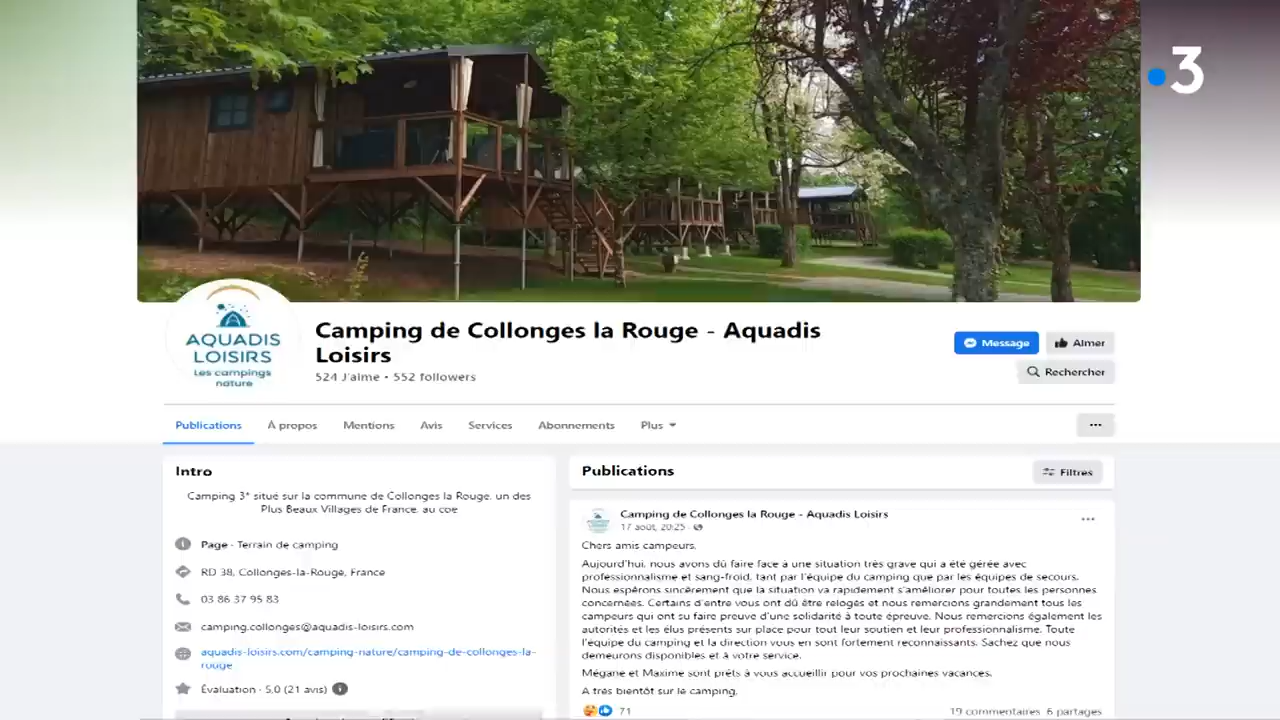 3
AQUADIS
LOISIRS
Les campings
nature
Camping de Collonges la Rouge - Aquadis
Loisirs
524 J'aime • 552 followers
Message
Aimer
Rechercher
Publications
À propos
Mentions
Avis
Services
Abonnements
Plus
...
Intro
Camping 3* situé sur la commune de Collonges la Rouge, un des
Plus Beaux Villages de France, au coe
Page · Terrain de camping
RD 38, Collonges-la-Rouge, France
03 86 37 95 83
camping.collonges@aquadis-loisirs.com
aquadis-loisirs.com/camping-nature/camping-de-collonges-la-
rouge
Évaluation · 5,0 (21 avis)
Publications
Filtres
Camping de Collonges la Rouge - Aquadis Loisirs
17 août, 20:25 ·
Chers amis campeurs,
Aujourd'hui, nous avons dû faire face à une situation très grave qui a été gérée avec
professionnalisme et sang-froid, tant par l'équipe du camping que par les équipes de secours.
Nous espérons sincèrement que la situation va rapidement s'améliorer pour toutes les personnes
concernées. Certains d'entre vous ont dû être relogés et nous remercions grandement tous les
campeurs qui ont su faire preuve d'une solidarité à toute épreuve. Nous remercions également les
autorités et les élus présents sur place pour tout leur soutien et leur professionnalisme. Toute
l'équipe du camping et la direction vous en sont fortement reconnaissants. Sachez que nous
demeurons disponibles et à votre service.
Mégane et Maxime sont prêts à vous accueillir pour vos prochaines vacances.
A très bientôt sur le camping,
71
19 commentaires 6 partages